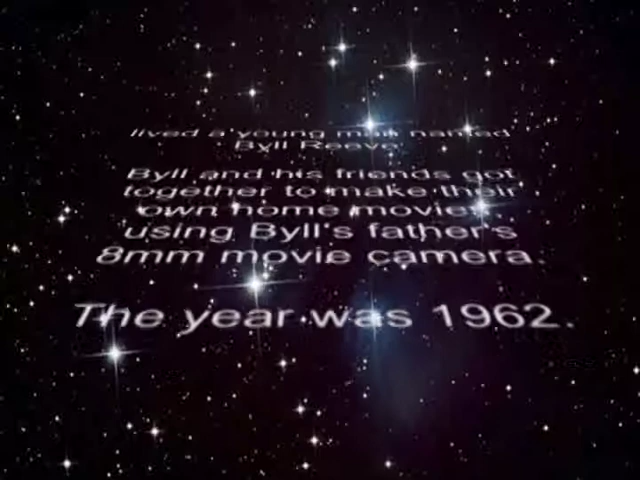 lived a young man named
Byll Reeve.
Byll and his friends got
together to make their
own home movies
using Byll's father's
8mm movie camera.
The year was 1962.